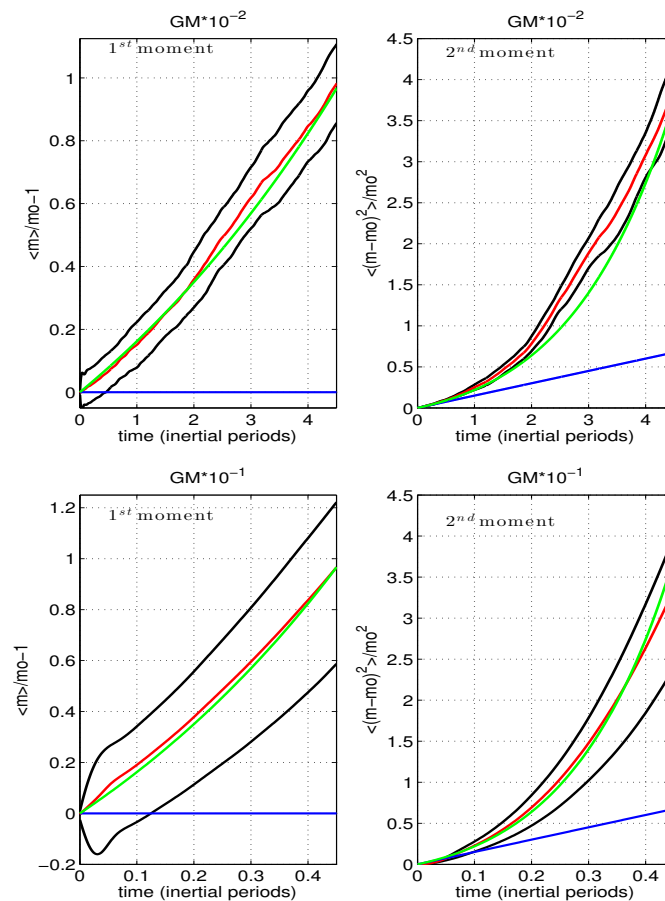 GM*10⁻²
1ˢᵗ moment
<m>/mo−1
1
0.8
0.6
0.4
0.2
0
0 1 2 3 4
time (inertial periods)
GM*10⁻²
2ⁿᵈ moment
<(m−mo)²>/mo²
4.5
4
3.5
3
2.5
2
1.5
1
0.5
0
0 1 2 3 4
time (inertial periods)
GM*10⁻¹
1ˢᵗ moment
<m>/mo−1
1.2
1
0.8
0.6
0.4
0.2
0
−0.2
0 0.1 0.2 0.3 0.4
time (inertial periods)
GM*10⁻¹
2ⁿᵈ moment
<(m−mo)²>/mo²
4.5
4
3.5
3
2.5
2
1.5
1
0.5
0
0 0.1 0.2 0.3 0.4
time (inertial periods)